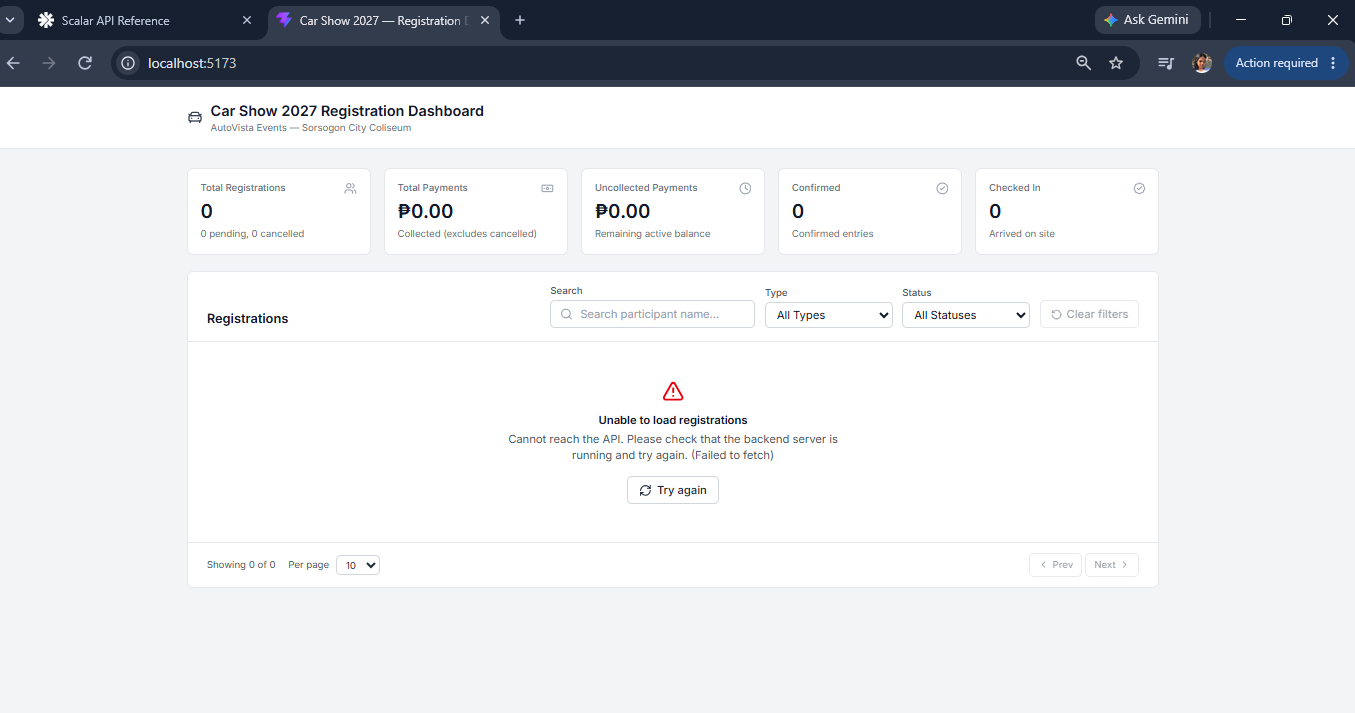 Scalar API Reference
Car Show 2027 — Registration D
Ask Gemini
localhost:5173
Action required
Car Show 2027 Registration Dashboard
AutoVista Events — Sorsogon City Coliseum
Total Registrations
0
0 pending, 0 cancelled
Total Payments
₱0.00
Collected (excludes cancelled)
Uncollected Payments
₱0.00
Remaining active balance
Confirmed
0
Confirmed entries
Checked In
0
Arrived on site
Registrations
Search
Search participant name...
Type
All Types
Status
All Statuses
Clear filters
Unable to load registrations
Cannot reach the API. Please check that the backend server is
running and try again. (Failed to fetch)
Try again
Showing 0 of 0
Per page
10
Prev
Next